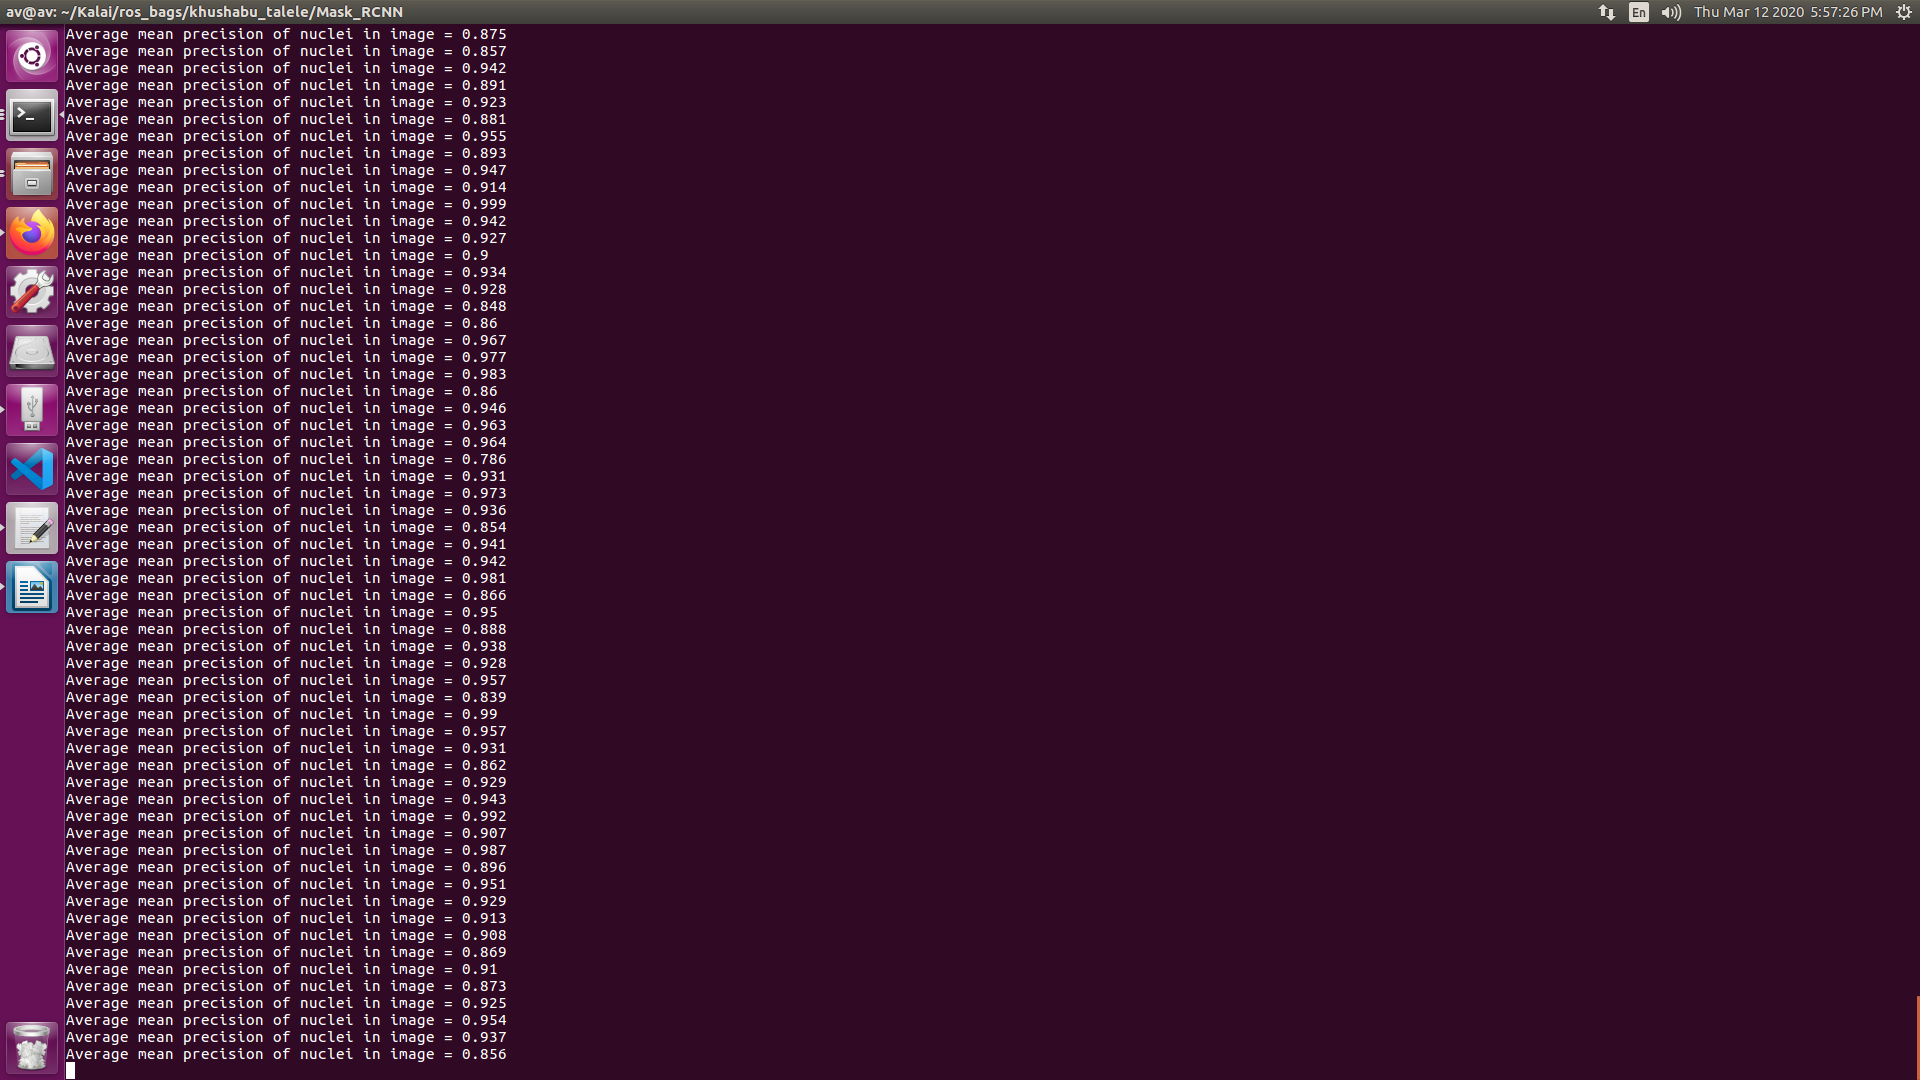 av@av: ~/Kalai/ros_bags/khushabu_talele/Mask_RCNN En Thu Mar 12 2020 5:57:26 PM
Average mean precision of nuclei in image = 0.875
Average mean precision of nuclei in image = 0.857
Average mean precision of nuclei in image = 0.942
Average mean precision of nuclei in image = 0.891
Average mean precision of nuclei in image = 0.923
Average mean precision of nuclei in image = 0.881
Average mean precision of nuclei in image = 0.955
Average mean precision of nuclei in image = 0.893
Average mean precision of nuclei in image = 0.947
Average mean precision of nuclei in image = 0.914
Average mean precision of nuclei in image = 0.999
Average mean precision of nuclei in image = 0.942
Average mean precision of nuclei in image = 0.927
Average mean precision of nuclei in image = 0.9
Average mean precision of nuclei in image = 0.934
Average mean precision of nuclei in image = 0.928
Average mean precision of nuclei in image = 0.848
Average mean precision of nuclei in image = 0.86
Average mean precision of nuclei in image = 0.967
Average mean precision of nuclei in image = 0.977
Average mean precision of nuclei in image = 0.983
Average mean precision of nuclei in image = 0.86
Average mean precision of nuclei in image = 0.946
Average mean precision of nuclei in image = 0.963
Average mean precision of nuclei in image = 0.964
Average mean precision of nuclei in image = 0.786
Average mean precision of nuclei in image = 0.931
Average mean precision of nuclei in image = 0.973
Average mean precision of nuclei in image = 0.936
Average mean precision of nuclei in image = 0.854
Average mean precision of nuclei in image = 0.941
Average mean precision of nuclei in image = 0.942
Average mean precision of nuclei in image = 0.981
Average mean precision of nuclei in image = 0.866
Average mean precision of nuclei in image = 0.95
Average mean precision of nuclei in image = 0.888
Average mean precision of nuclei in image = 0.938
Average mean precision of nuclei in image = 0.928
Average mean precision of nuclei in image = 0.957
Average mean precision of nuclei in image = 0.839
Average mean precision of nuclei in image = 0.99
Average mean precision of nuclei in image = 0.957
Average mean precision of nuclei in image = 0.931
Average mean precision of nuclei in image = 0.862
Average mean precision of nuclei in image = 0.929
Average mean precision of nuclei in image = 0.943
Average mean precision of nuclei in image = 0.992
Average mean precision of nuclei in image = 0.907
Average mean precision of nuclei in image = 0.987
Average mean precision of nuclei in image = 0.896
Average mean precision of nuclei in image = 0.951
Average mean precision of nuclei in image = 0.929
Average mean precision of nuclei in image = 0.913
Average mean precision of nuclei in image = 0.908
Average mean precision of nuclei in image = 0.869
Average mean precision of nuclei in image = 0.91
Average mean precision of nuclei in image = 0.873
Average mean precision of nuclei in image = 0.925
Average mean precision of nuclei in image = 0.954
Average mean precision of nuclei in image = 0.937
Average mean precision of nuclei in image = 0.856